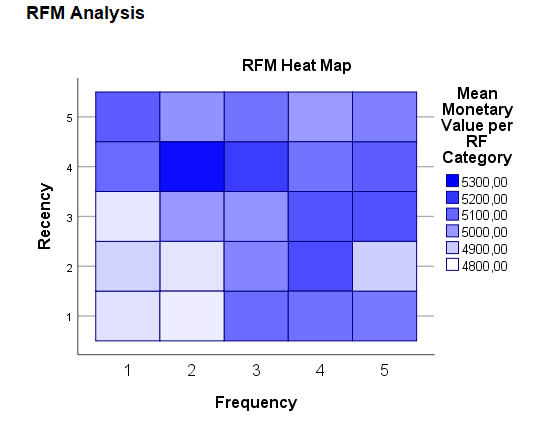 RFM Analysis
RFM Heat Map
Mean
Monetary
Value per
RF
Category
5300,00
5200,00
5100,00
5000,00
4900,00
4800,00
Recency
5
4
3
2
1
1 2 3 4 5
Frequency